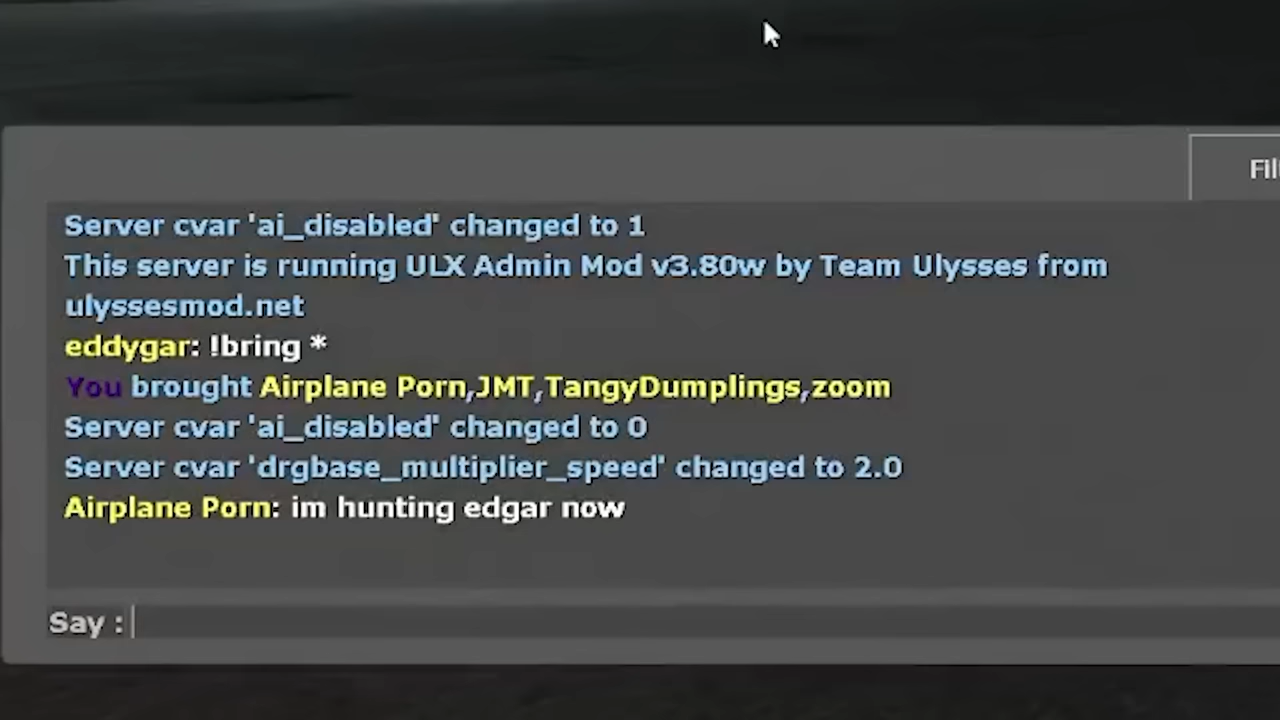 Fil
Server cvar 'ai_disabled' changed to 1
This server is running ULX Admin Mod v3.80w by Team Ulysses from
ulyssesmod.net
eddygar: !bring *
You brought Airplane Porn,JMT,TangyDumplings,zoom
Server cvar 'ai_disabled' changed to 0
Server cvar 'drgbase_multiplier_speed' changed to 2.0
Airplane Porn: im hunting edgar now
Say :